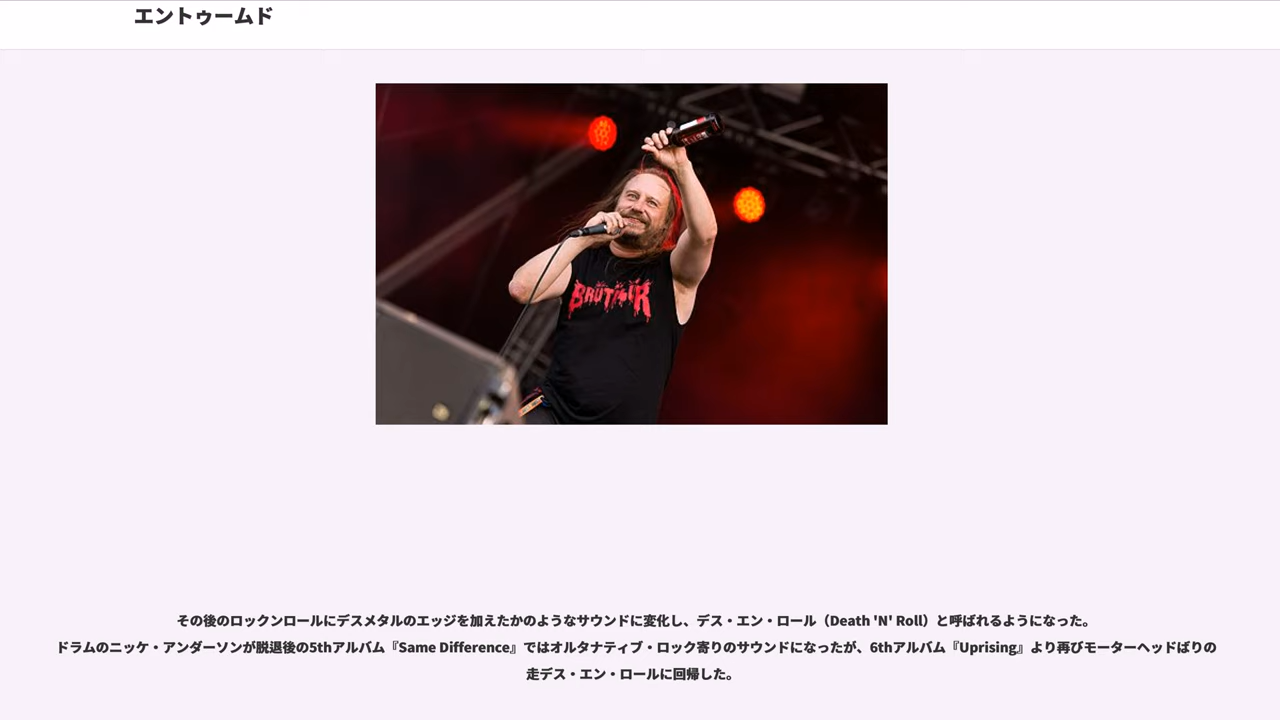 エントゥームド
BRUTALIZR
その後のロックンロールにデスメタルのエッジを加えたかのようなサウンドに変化し、デス・エン・ロール（Death 'N' Roll）と呼ばれるようになった。
ドラムのニッケ・アンダーソンが脱退後の5thアルバム『Same Difference』ではオルタナティブ・ロック寄りのサウンドになったが、6thアルバム『Uprising』より再びモーターヘッドばりの
走デス・エン・ロールに回帰した。